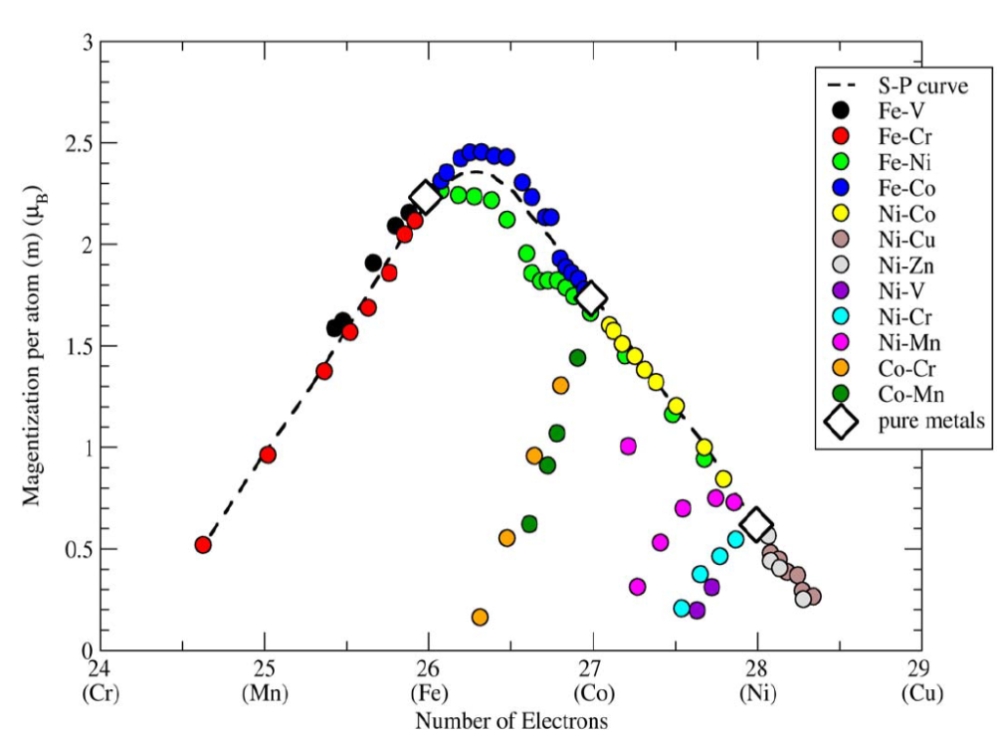 3
2.5
2
1.5
1
0.5
0
Magentization per atom (m) (μB)
24 25 26 27 28 29
(Cr) (Mn) (Fe) (Co) (Ni) (Cu)
Number of Electrons
S-P curve
Fe-V
Fe-Cr
Fe-Ni
Fe-Co
Ni-Co
Ni-Cu
Ni-Zn
Ni-V
Ni-Cr
Ni-Mn
Co-Cr
Co-Mn
pure metals